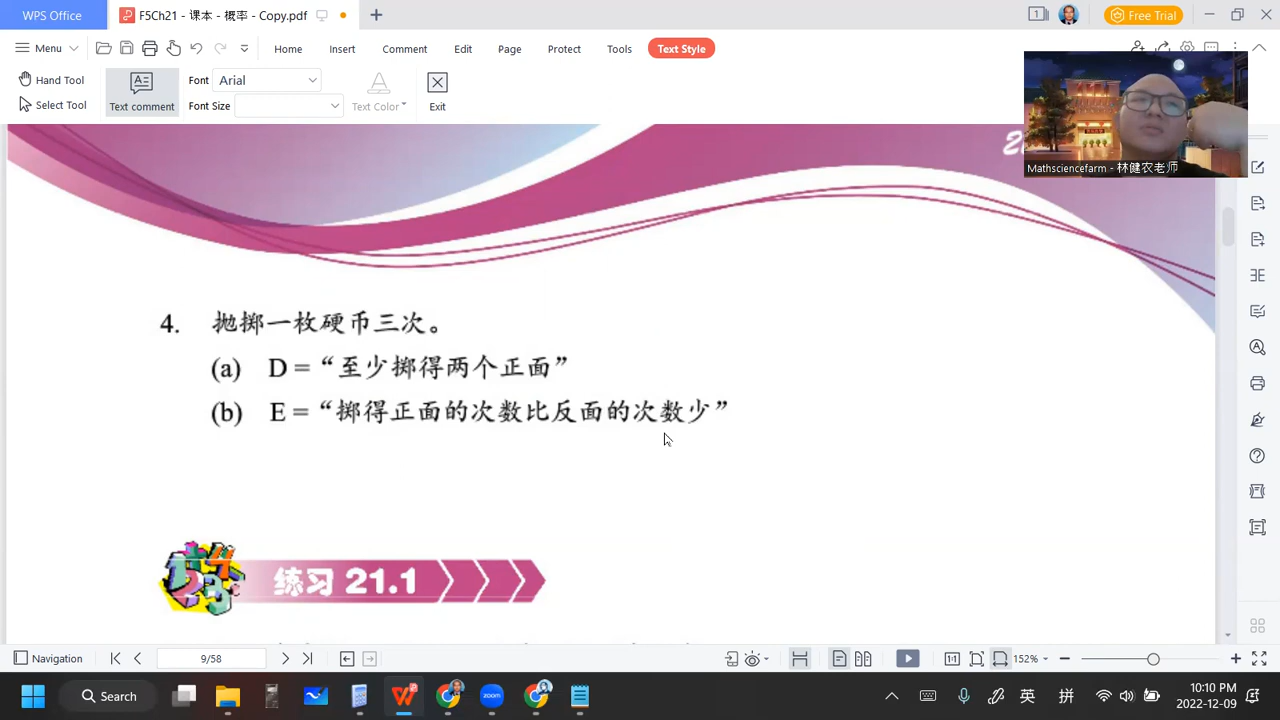 WPS Office
F5Ch21 - 课本 - 概率 - Copy.pdf
1
Free Trial
Menu
Home
Insert
Comment
Edit
Page
Protect
Tools
Text Style
Hand Tool
Select Tool
Text comment
Font
Arial
Font Size
Text Color
Exit
Mathsciencefarm - 林健农老师
4. 抛掷一枚硬币三次。
(a) D = “至少掷得两个正面”
(b) E = “掷得正面的次数比反面的次数少”
练习 21.1
Navigation
9/58
152%
Search
英
拼
10:10 PM
2022-12-09